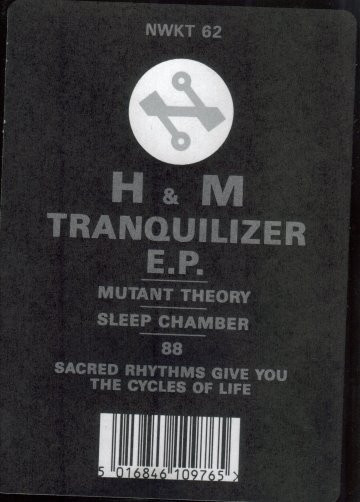 NWKT 62
H & M
TRANQUILIZER
E.P.
MUTANT THEORY
SLEEP CHAMBER
88
SACRED RHYTHMS GIVE YOU
THE CYCLES OF LIFE
5 016846 109765 >